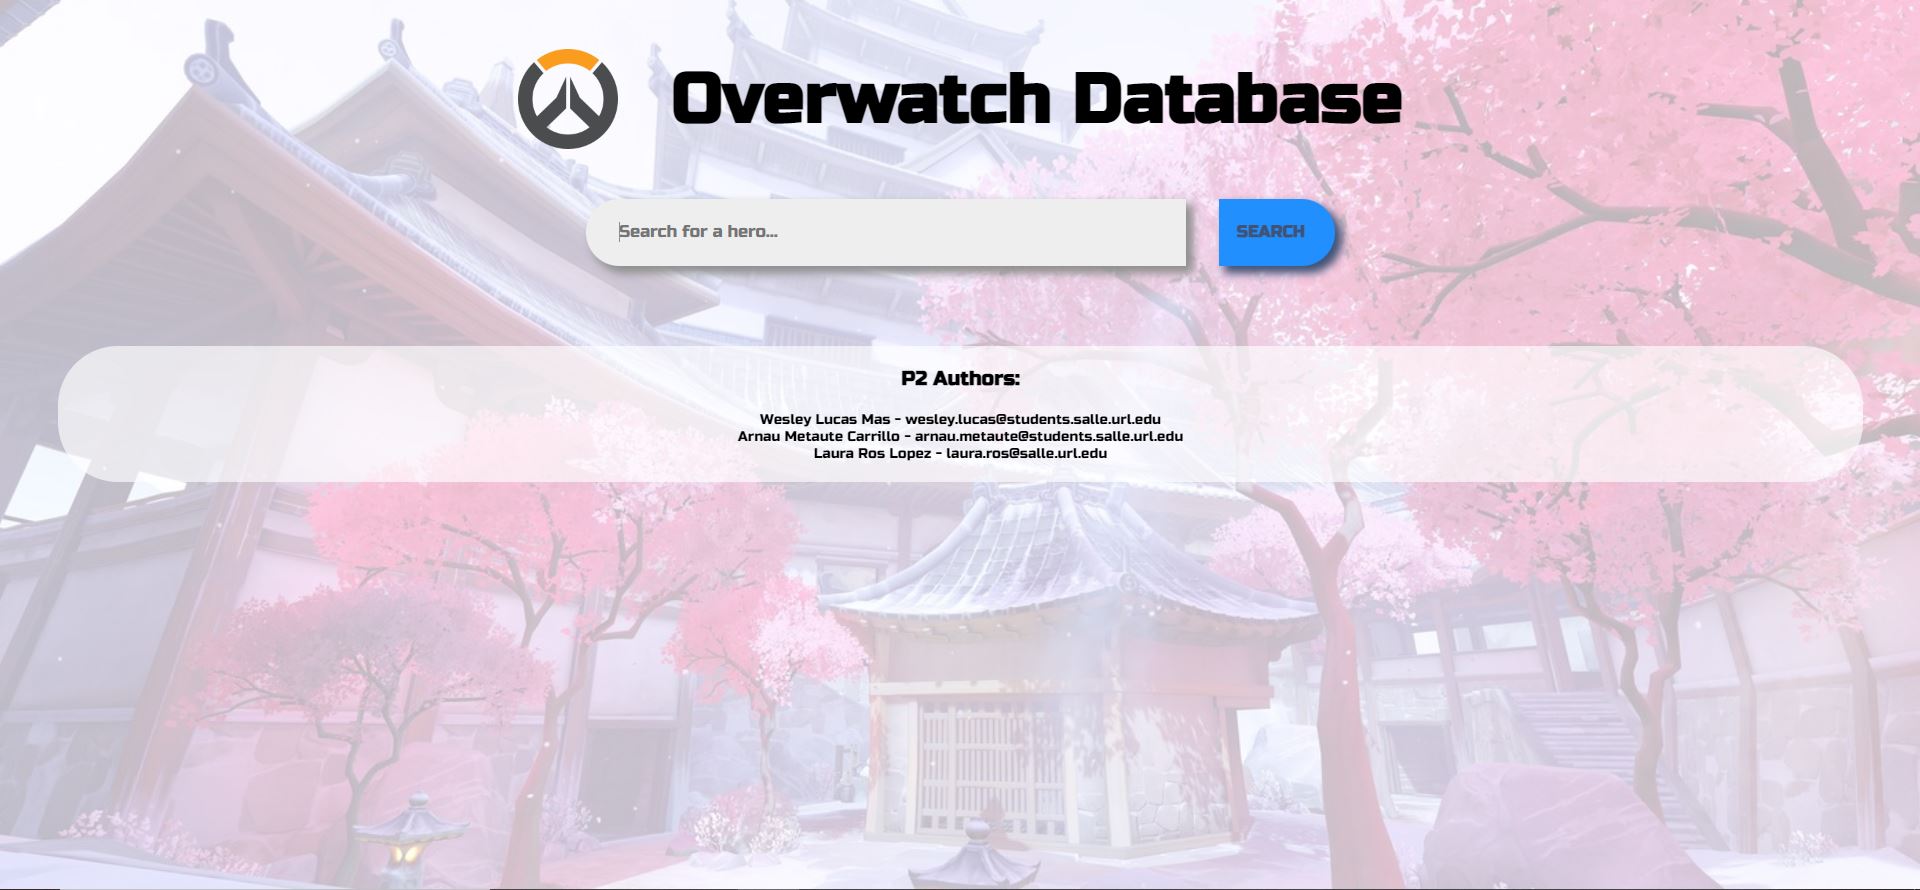 Overwatch Database
Search for a hero...
SEARCH
P2 Authors:
Wesley Lucas Mas - wesley.lucas@students.salle.url.edu
Arnau Metaute Carrillo - arnau.metaute@students.salle.url.edu
Laura Ros Lopez - laura.ros@salle.url.edu